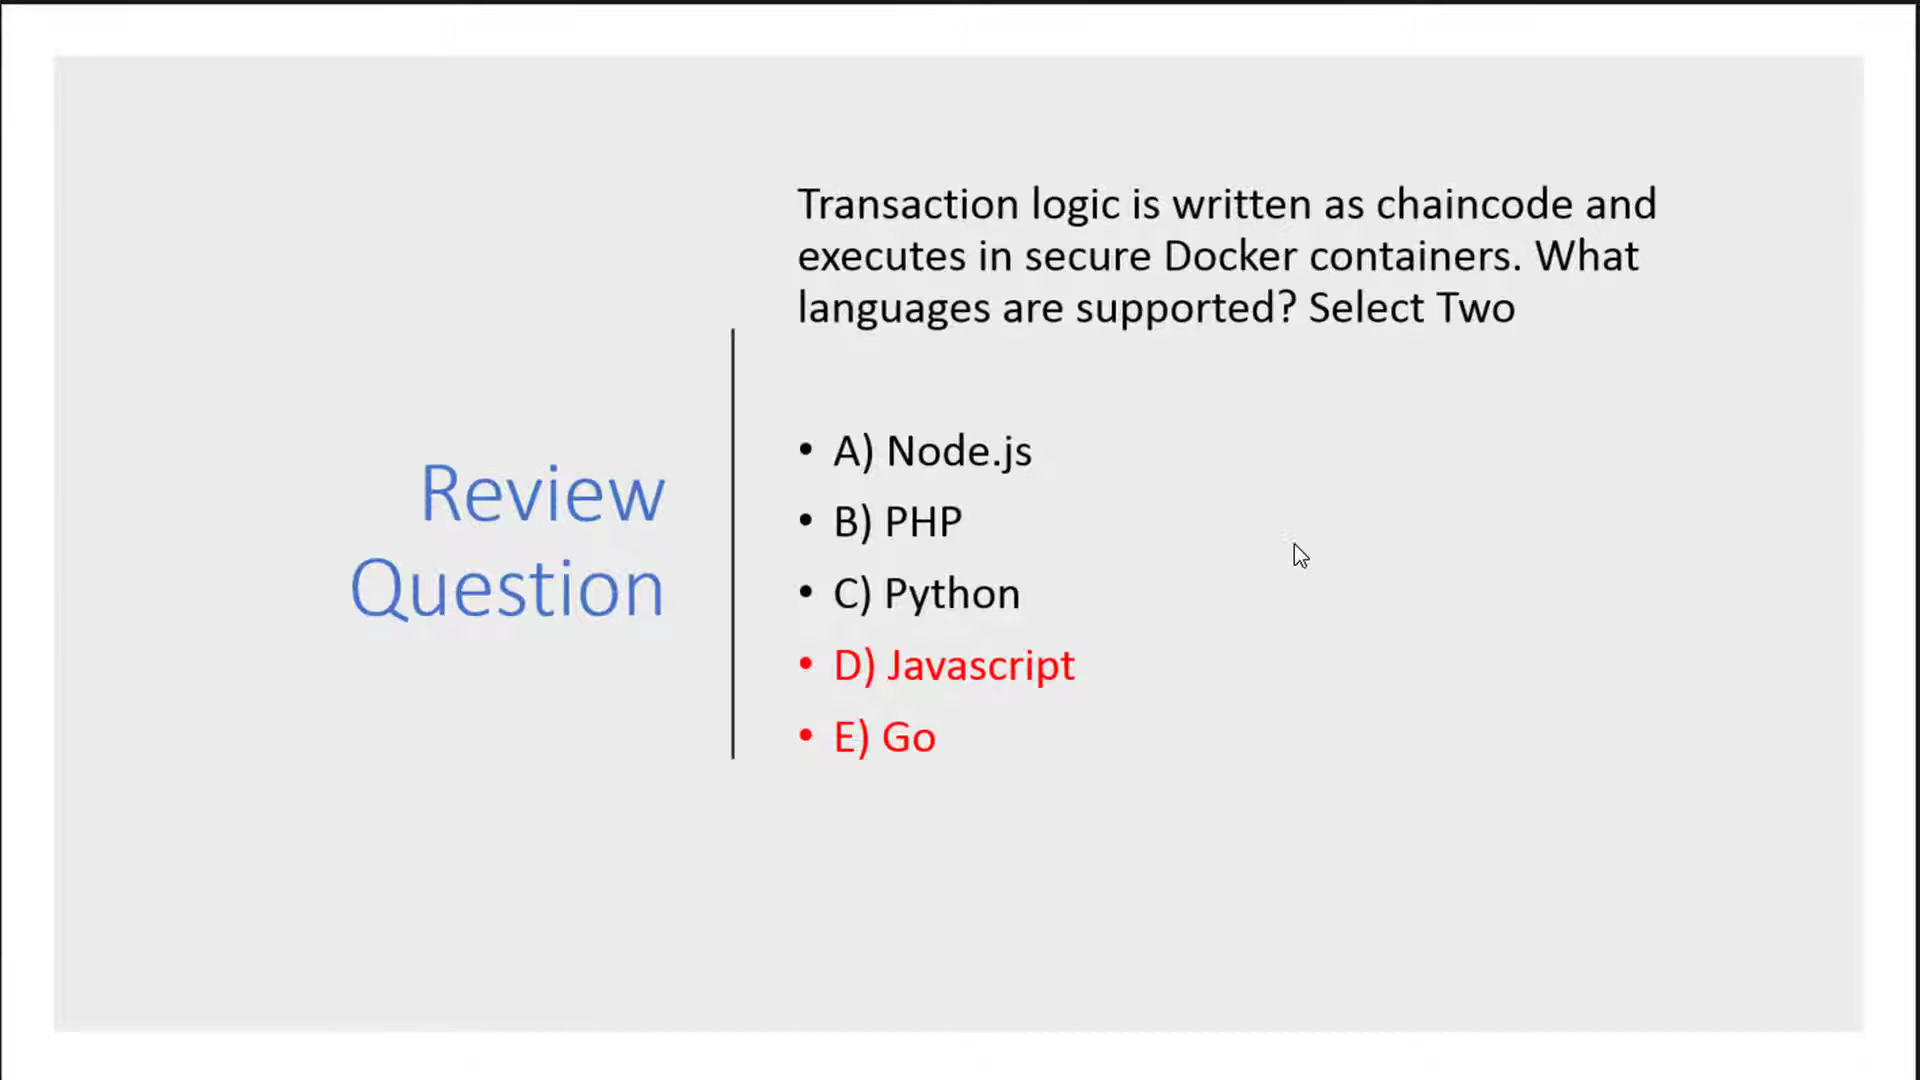 Review
Question
Transaction logic is written as chaincode and
executes in secure Docker containers. What
languages are supported? Select Two
• A) Node.js
• B) PHP
• C) Python
• D) Javascript
• E) Go